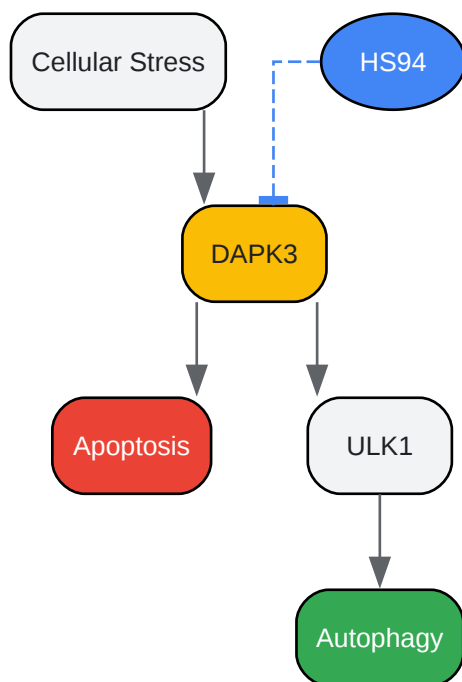 Cellular Stress
HS94
DAPK3
Apoptosis
ULK1
Autophagy